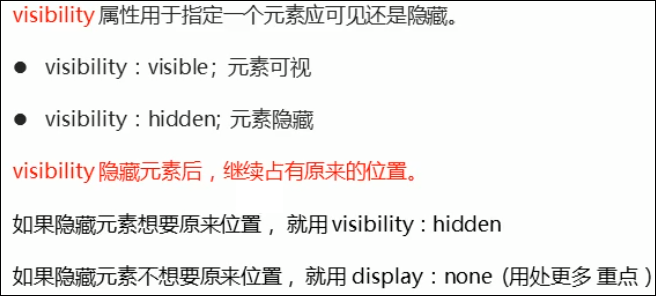 visibility 属性用于指定一个元素应可见还是隐藏。
● visibility：visible；元素可视
● visibility：hidden; 元素隐藏
visibility 隐藏元素后，继续占有原来的位置。
如果隐藏元素想要原来位置，就用 visibility：hidden
如果隐藏元素不想要原来位置，就用 display：none（用处更多 重点）